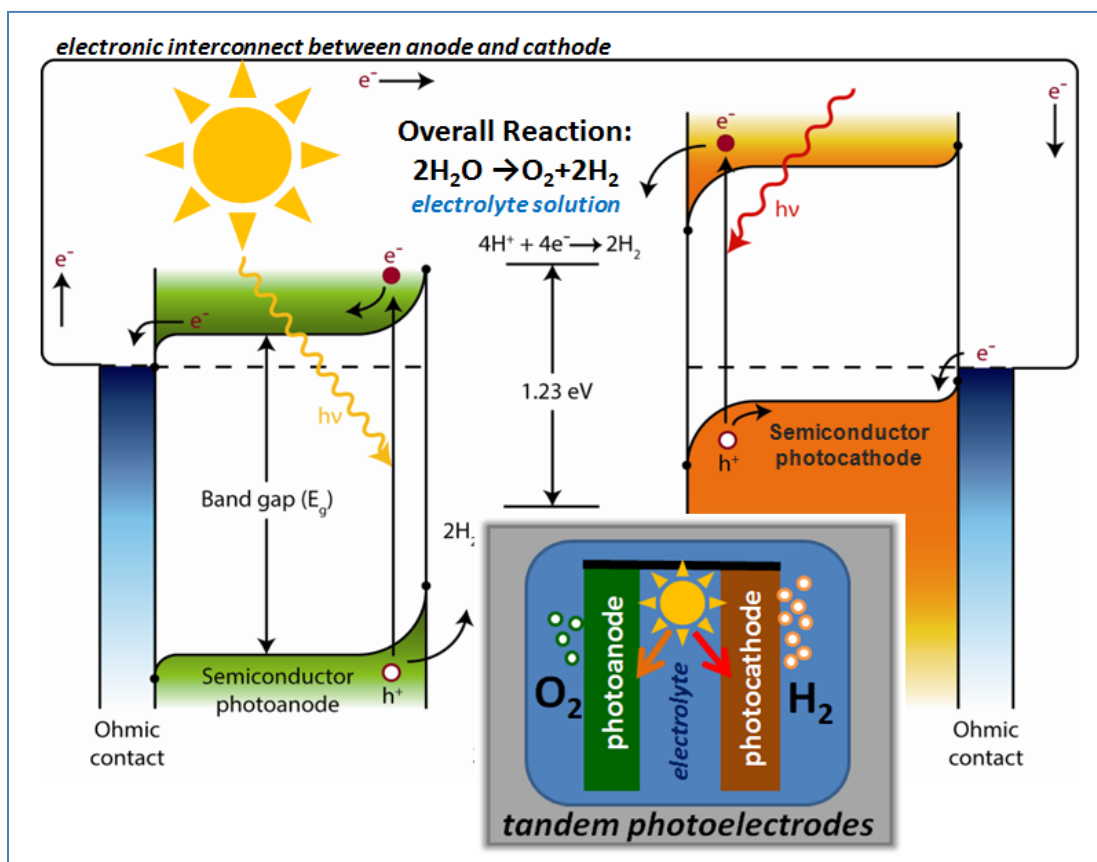 electronic interconnect between anode and cathode
e⁻
e⁻
e⁻
Overall Reaction:
2H₂O →O₂+2H₂
electrolyte solution
4H⁺ + 4e⁻ → 2H₂
hν
e⁻
e⁻
e⁻
e⁻
hν
1.23 eV
Band gap (E_g)
Semiconductor
photocathode
h⁺
2H
Semiconductor
photoanode
h⁺
Ohmic
contact
Ohmic
contact
O₂
photoanode
electrolyte
photocathode
H₂
tandem photoelectrodes